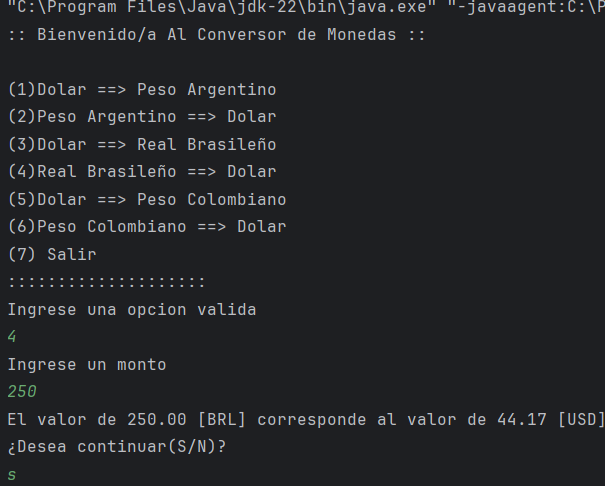 "C:\Program Files\Java\jdk-22\bin\java.exe" "-javaagent:C:\P
:: Bienvenido/a Al Conversor de Monedas ::
(1)Dolar ==> Peso Argentino
(2)Peso Argentino ==> Dolar
(3)Dolar ==> Real Brasileño
(4)Real Brasileño ==> Dolar
(5)Dolar ==> Peso Colombiano
(6)Peso Colombiano ==> Dolar
(7) Salir
::::::::::::::::::::
Ingrese una opcion valida
4
Ingrese un monto
250
El valor de 250.00 [BRL] corresponde al valor de 44.17 [USD]
¿Desea continuar(S/N)?
s